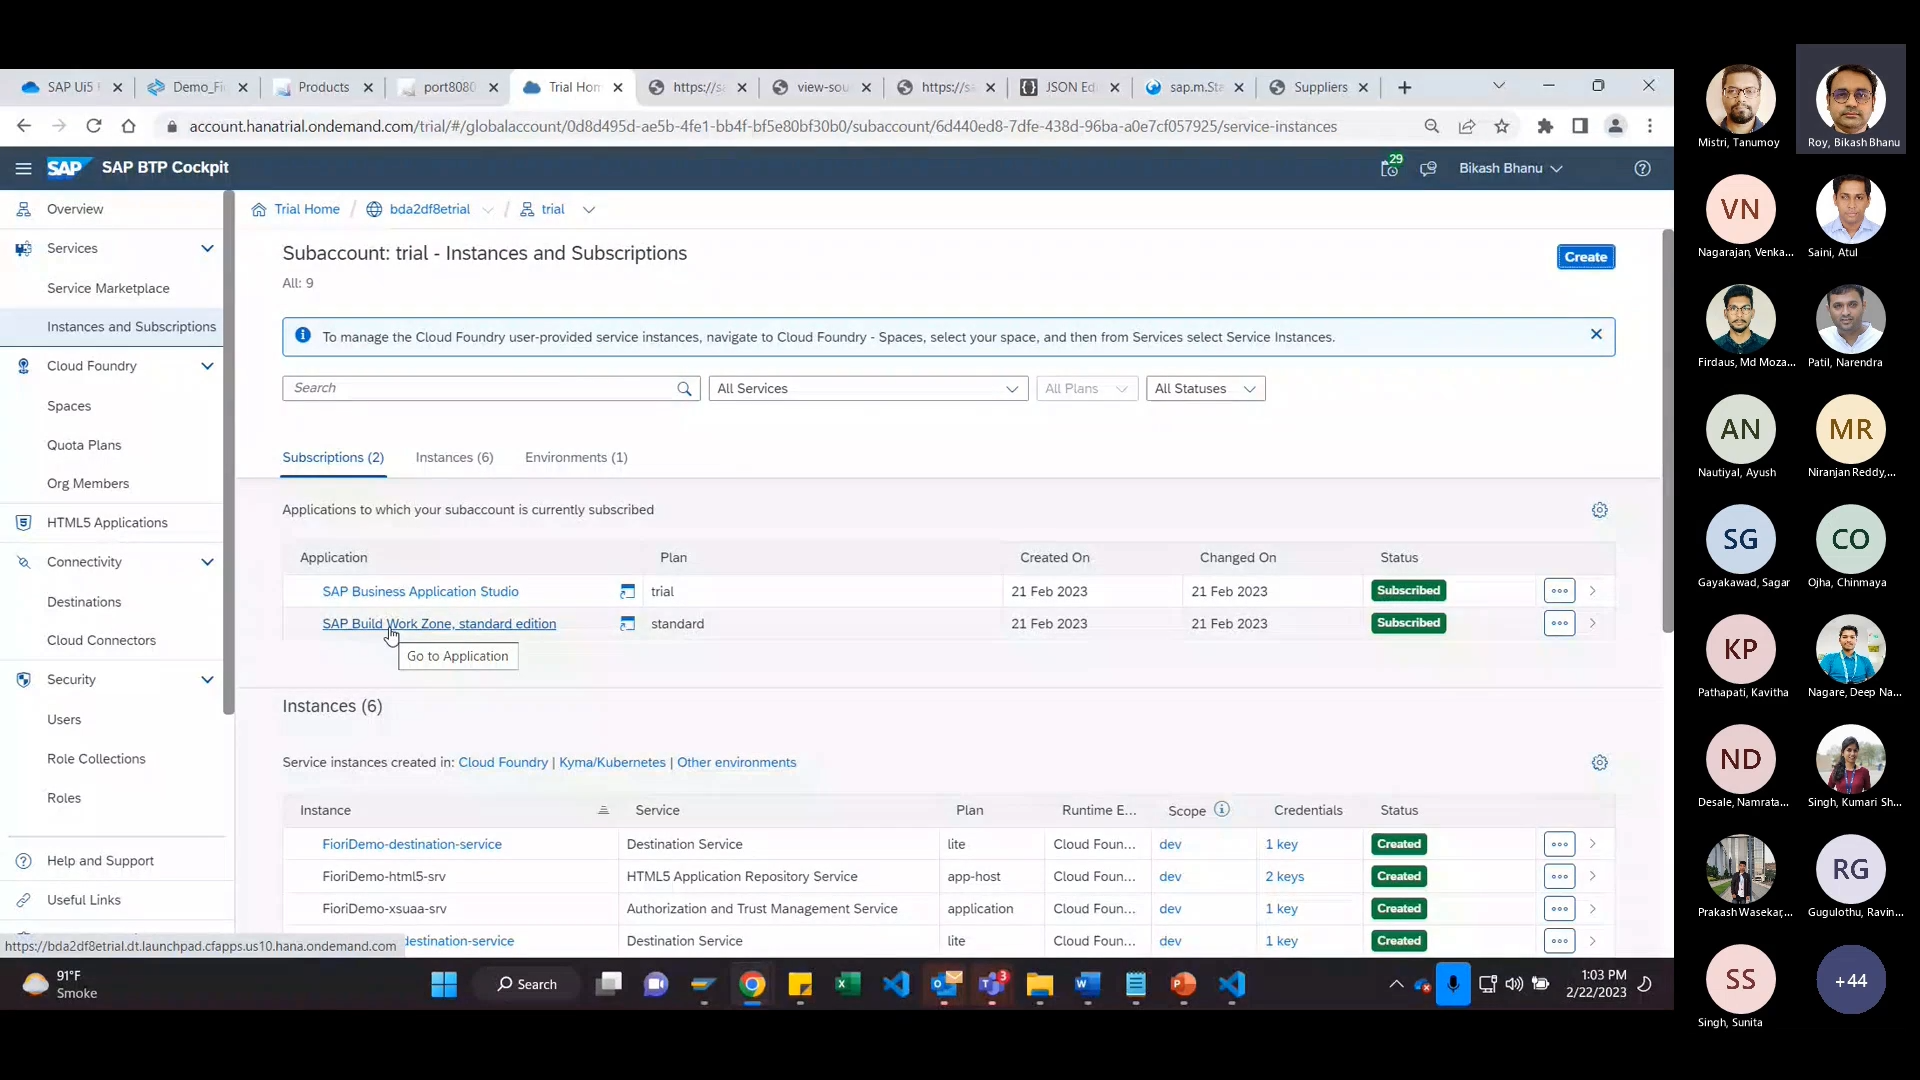 SAP Ui5
Demo_Fi
Products
port8080
Trial Hom
https://sa
view-sou
https://sa
JSON Ed
sap.m.Sta
Suppliers
account.hanatrial.ondemand.com/trial/#/globalaccount/0d8d495d-ae5b-4fe1-bb4f-bf5e80bf30b0/subaccount/6d440ed8-7dfe-438d-96ba-a0e7cf057925/service-instances
SAP SAP BTP Cockpit
29
Bikash Bhanu
Overview
Services
Service Marketplace
Instances and Subscriptions
Cloud Foundry
Spaces
Quota Plans
Org Members
HTML5 Applications
Connectivity
Destinations
Cloud Connectors
Security
Users
Role Collections
Roles
Help and Support
Useful Links
https://bda2df8etrial.dt.launchpad.cfapps.us10.hana.ondemand.com
Trial Home / bda2df8etrial / trial
Subaccount: trial - Instances and Subscriptions
Create
All: 9
To manage the Cloud Foundry user-provided service instances, navigate to Cloud Foundry - Spaces, select your space, and then from Services select Service Instances.
Search
All Services
All Plans
All Statuses
Subscriptions (2) Instances (6) Environments (1)
Applications to which your subaccount is currently subscribed
Application Plan Created On Changed On Status
SAP Business Application Studio trial 21 Feb 2023 21 Feb 2023 Subscribed
SAP Build Work Zone, standard edition standard 21 Feb 2023 21 Feb 2023 Subscribed
Go to Application
Instances (6)
Service instances created in: Cloud Foundry | Kyma/Kubernetes | Other environments
Instance Service Plan Runtime E... Scope Credentials Status
FioriDemo-destination-service Destination Service lite Cloud Foun... dev 1 key Created
FioriDemo-html5-srv HTML5 Application Repository Service app-host Cloud Foun... dev 2 keys Created
FioriDemo-xsuaa-srv Authorization and Trust Management Service application Cloud Foun... dev 1 key Created
destination-service Destination Service lite Cloud Foun... dev 1 key Created
91°F
Smoke
Search
3
1:03 PM
2/22/2023
Mistri, Tanumoy
Roy, Bikash Bhanu
VN
Nagarajan, Venka...
Saini, Atul
Firdaus, Md Moza...
Patil, Narendra
AN
Nautiyal, Ayush
MR
Niranjan Reddy,...
SG
Gayakawad, Sagar
CO
Ojha, Chinmaya
KP
Pathapati, Kavitha
Nagare, Deep Na...
ND
Desale, Namrata...
Singh, Kumari Sh...
Prakash Wasekar,...
RG
Gugulothu, Ravin...
SS
Singh, Sunita
+44